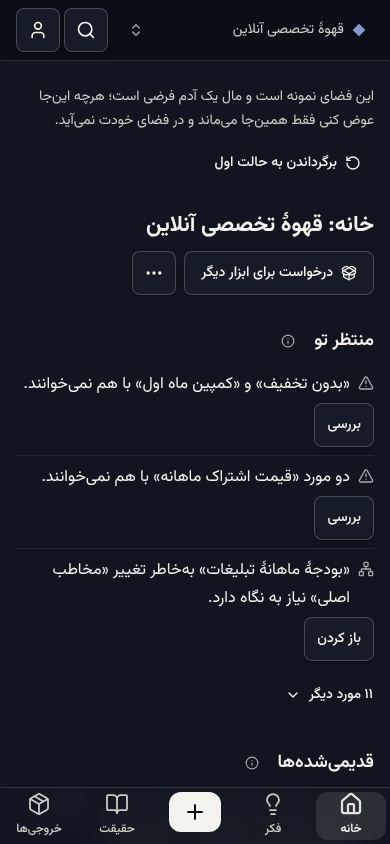 قهوهٔ تخصصی آنلاین
این فضای نمونه است و مال یک آدم فرضی است؛ هرچه این‌جا
عوض کنی فقط همین‌جا می‌ماند و در فضای خودت نمی‌آید.
برگرداندن به حالت اول
خانه: قهوهٔ تخصصی آنلاین
درخواست برای ابزار دیگر
منتظر تو
«بدون تخفیف» و «کمپین ماه اول» با هم نمی‌خوانند.
بررسی
دو مورد «قیمت اشتراک ماهانه» با هم نمی‌خوانند.
بررسی
«بودجهٔ ماهانهٔ تبلیغات» به‌خاطر تغییر «مخاطب
اصلی» نیاز به نگاه دارد.
باز کردن
۱۱ مورد دیگر
قدیمی‌شده‌ها
خانه
فکر
حقیقت
خروجی‌ها